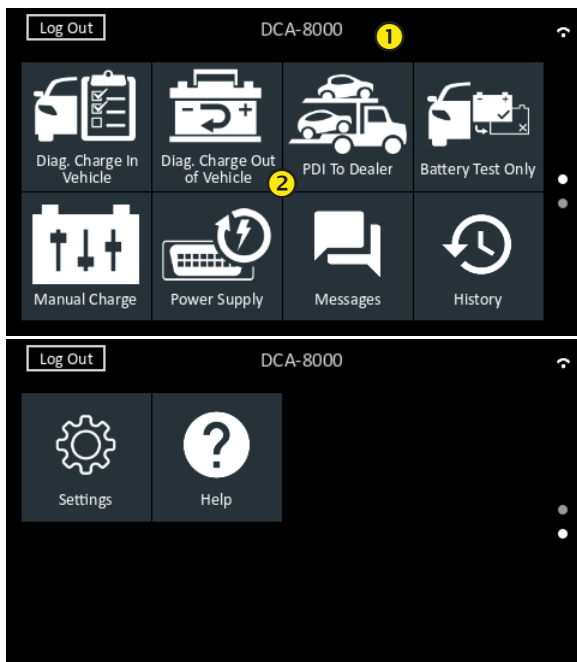 Log Out
DCA-8000
1
Diag. Charge In
Vehicle
Diag. Charge Out
of Vehicle
2
PDI To Dealer
Battery Test Only
Manual Charge
Power Supply
Messages
History
Log Out
DCA-8000
Settings
?
Help